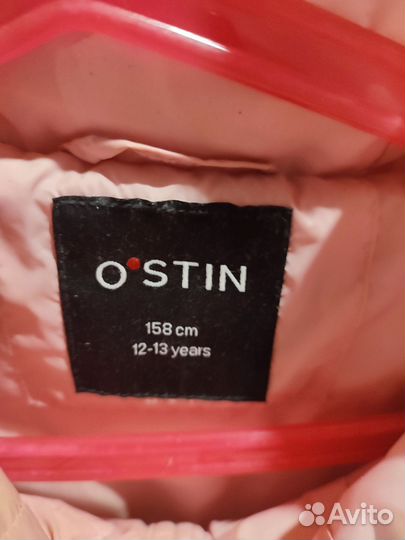 O'STIN
158 cm
12-13 years
Avito